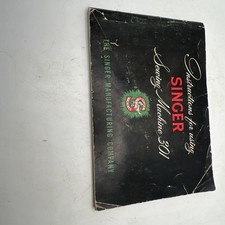 Instructions for using
SINGER
Sewing Machine 301
S
THE SINGER MANUFACTURING COMPANY